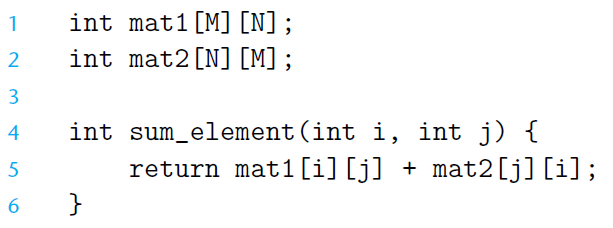 1 int mat1[M][N];
2 int mat2[N][M];
3
4 int sum_element(int i, int j) {
5 return mat1[i][j] + mat2[j][i];
6 }